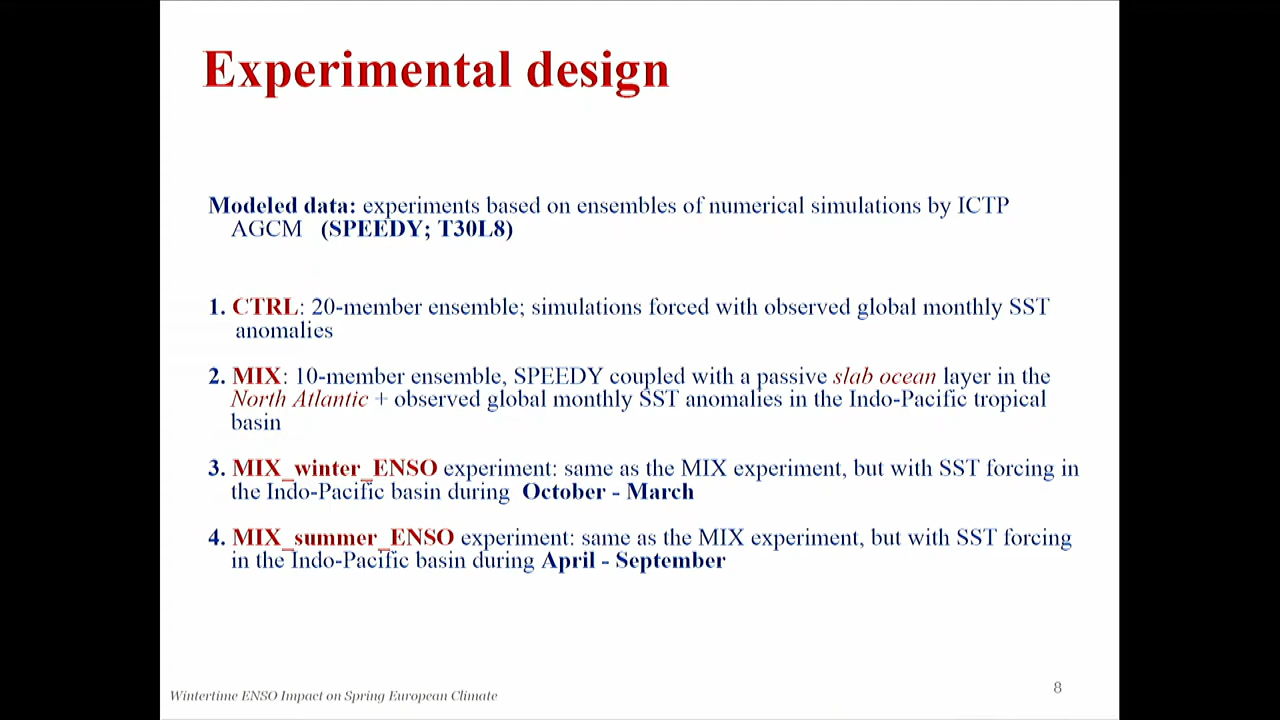 Experimental design
Modeled data: experiments based on ensembles of numerical simulations by ICTP
AGCM (SPEEDY; T30L8)
1. CTRL: 20-member ensemble; simulations forced with observed global monthly SST
anomalies
2. MIX: 10-member ensemble, SPEEDY coupled with a passive slab ocean layer in the
North Atlantic + observed global monthly SST anomalies in the Indo-Pacific tropical
basin
3. MIX_winter_ENSO experiment: same as the MIX experiment, but with SST forcing in
the Indo-Pacific basin during October - March
4. MIX_summer_ENSO experiment: same as the MIX experiment, but with SST forcing
in the Indo-Pacific basin during April - September
Wintertime ENSO Impact on Spring European Climate
8